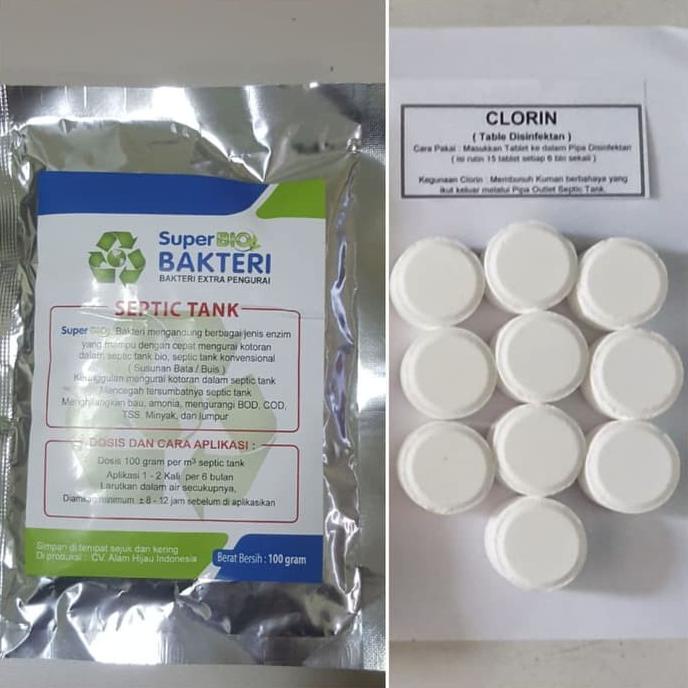 Super BIO
BAKTERI
BAKTERI EXTRA PENGURAI
SEPTIC TANK
Super BIO Bakteri mengandung berbagai jenis enzim
yang mampu dengan cepat mengurai kotoran
dalam septic tank bio, septic tank konvensional
( Susunan Bata / Buis )
Keunggulan mengurai kotoran dalam septic tank
Mencegah tersumbatnya septic tank
Menghilangkan bau, amonia, mengurangi BOD, COD,
TSS. Minyak, dan lumpur
DOSIS DAN CARA APLIKASI :
Dosis 100 gram per m³ septic tank
Aplikasi 1 - 2 Kali per 6 bulan
Larutkan dalam air secukupnya,
Diamkan minimum ± 8 - 12 jam sebelum di aplikasikan
Simpan di tempat sejuk dan kering
Di produksi : CV. Alam Hijau Indonesia
Berat Bersih : 100 gram
CLORIN
( Table Disinfektan )
Cara Pakai : Masukkan Tablet ke dalam Pipa Disinfektan
( isi rutin 15 tablet setiap 6 bln sekali )
Kegunaan Clorin : Membunuh Kuman berbahaya yang
ikut keluar melalui Pipa Outlet Septic Tank.